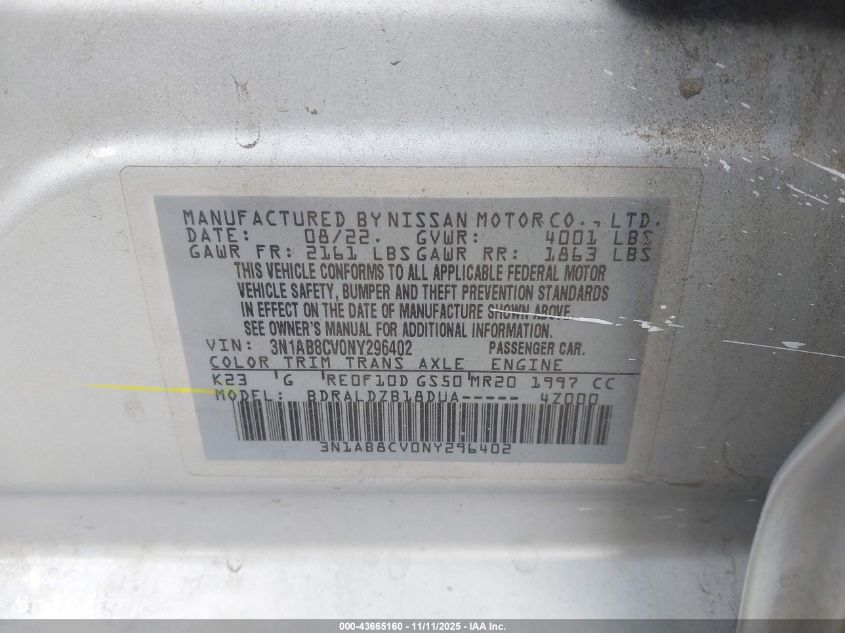 MANUFACTURED BY NISSAN MOTOR CO., LTD.
DATE: 08/22. GVWR: 4001 LBS
GAWR FR: 2161 LBS GAWR RR: 1863 LBS
THIS VEHICLE CONFORMS TO ALL APPLICABLE FEDERAL MOTOR
VEHICLE SAFETY, BUMPER AND THEFT PREVENTION STANDARDS
IN EFFECT ON THE DATE OF MANUFACTURE SHOWN ABOVE.
SEE OWNER'S MANUAL FOR ADDITIONAL INFORMATION.
VIN: 3N1AB8CV0NY296402 PASSENGER CAR.
COLOR TRIM TRANS AXLE ENGINE
K23 G RE0F10D GS50 MR20 1997 CC
MODEL: BDRALDZB18DUA----- 4Z000
3N1AB8CV0NY296402
000-43665160 - 11/11/2025 - IAA Inc.